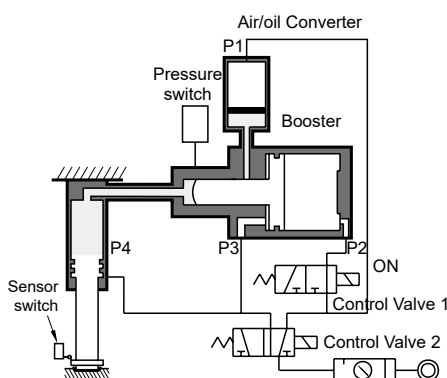 Air/oil Converter
P1
Pressure
switch
Booster
P4
P3
P2
ON
Sensor
switch
Control Valve 1
Control Valve 2